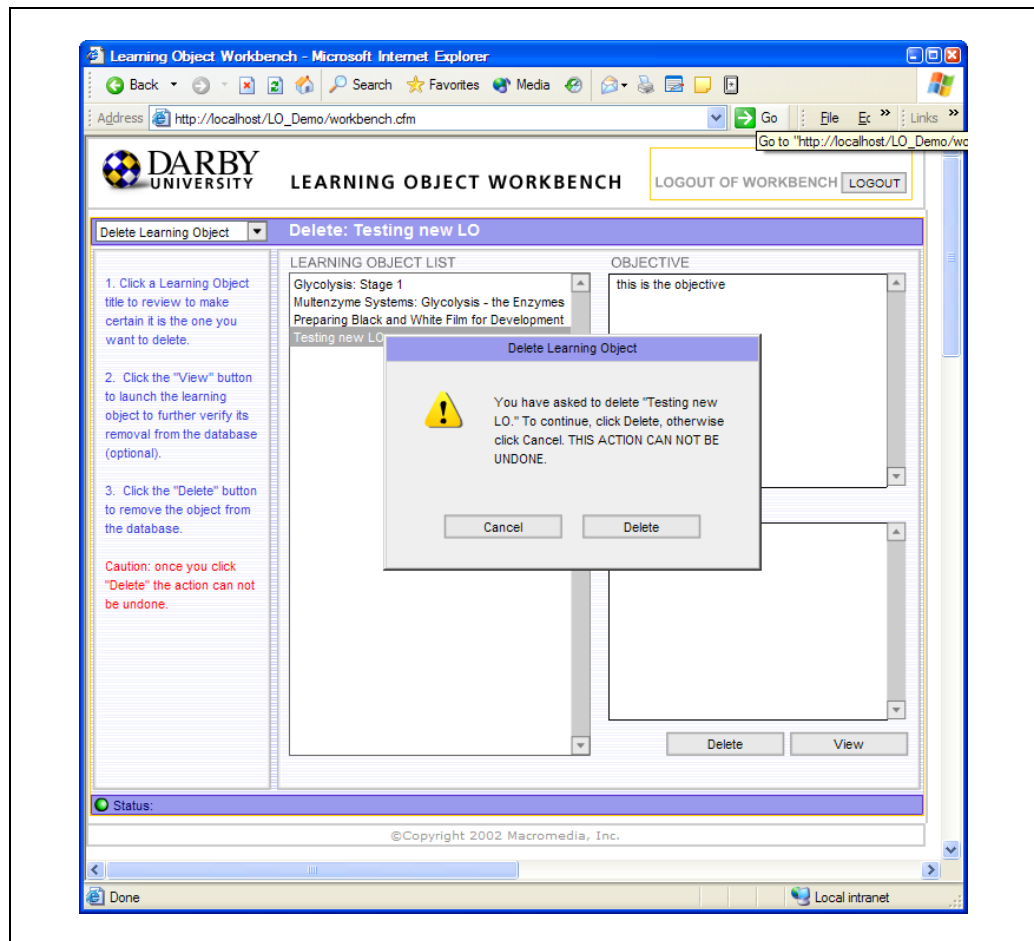 Learning Object Workbench - Microsoft Internet Explorer
Back Search Favorites Media
Address http://localhost/LO_Demo/workbench.cfm Go File Ec » Links »
Go to "http://localhost/LO_Demo/wo
DARBY
UNIVERSITY
LEARNING OBJECT WORKBENCH
LOGOUT OF WORKBENCH LOGOUT
Delete Learning Object
Delete: Testing new LO
1. Click a Learning Object
title to review to make
certain it is the one you
want to delete.
2. Click the "View" button
to launch the learning
object to further verify its
removal from the database
(optional).
3. Click the "Delete" button
to remove the object from
the database.
Caution: once you click
"Delete" the action can not
be undone.
LEARNING OBJECT LIST
Glycolysis: Stage 1
Multenzyme Systems: Glycolysis - the Enzymes
Preparing Black and White Film for Development
Testing new LO
OBJECTIVE
this is the objective
Delete Learning Object
You have asked to delete "Testing new
LO." To continue, click Delete, otherwise
click Cancel. THIS ACTION CAN NOT BE
UNDONE.
Cancel Delete
Delete View
Status:
©Copyright 2002 Macromedia, Inc.
Done Local intranet